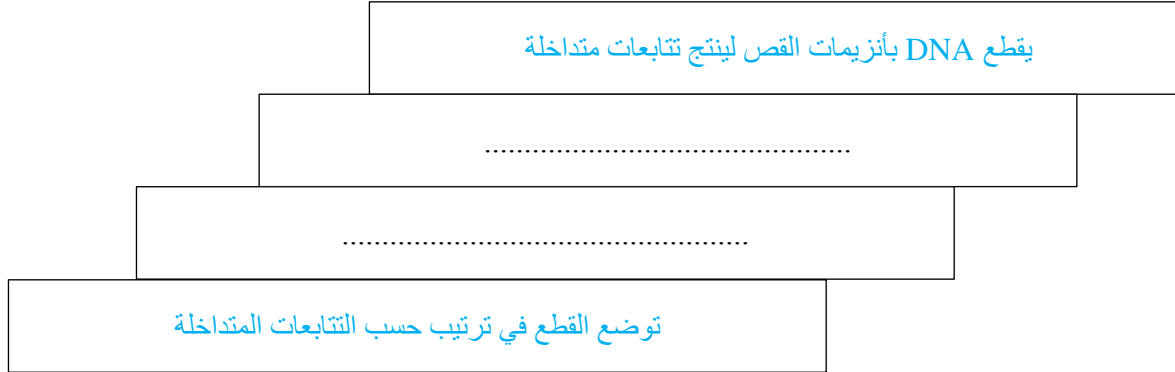 يقطع DNA بأنزيمات القص لينتج تتابعات متداخلة
..............................................
...................................................
توضع القطع في ترتيب حسب التتابعات المتداخلة